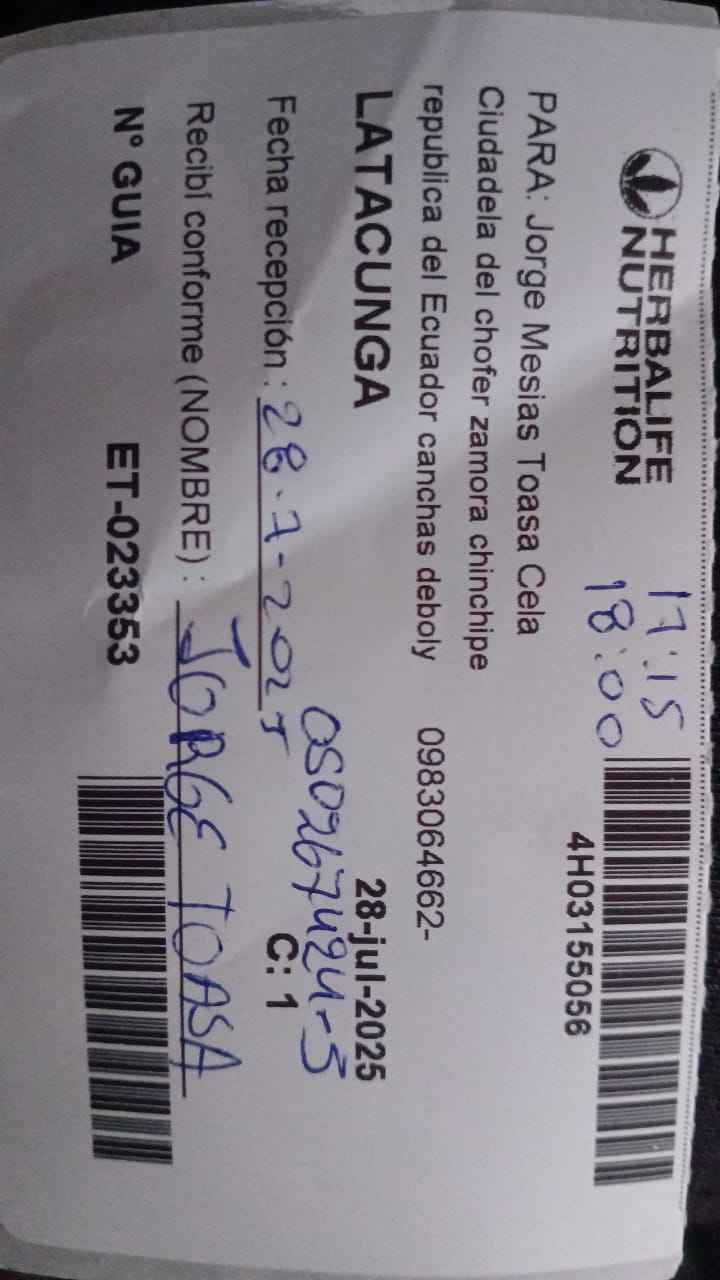 HERBALIFE
NUTRITION
17:15
18:00
4H03155056
PARA: Jorge Mesias Toasa Cela
Ciudadela del chofer zamora chinchipe
republica del Ecuador canchas deboly 0983064662-
LATACUNGA 28-jul-2025
050267424-5
Fecha recepción : 28-7-2025 C: 1
Recibí conforme (NOMBRE) : JORGE TOASA
N° GUIA ET-023353